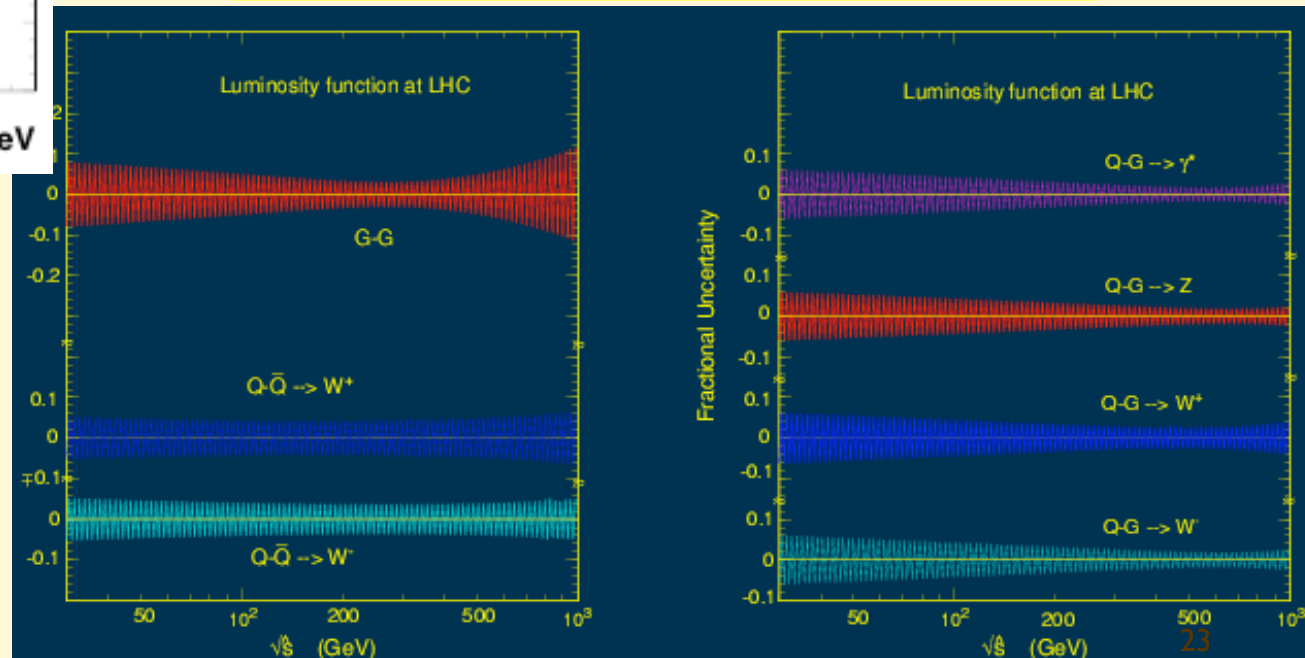 eV
Luminosity function at LHC
2
1
0
-0.1
-0.2
G-G
Q-Q̅ --> W⁺
0.1
0
∓0.1
0
-0.1
Q-Q̅ --> W⁻
50 10² 200 500 10³
√ŝ (GeV)
Fractional Uncertainty
Luminosity function at LHC
Q-G --> γ*
0.1
0
-0.1
Q-G --> Z
0.1
0
-0.1
Q-G --> W⁺
0.1
0
-0.1
Q-G --> W⁻
0.1
0
-0.1
50 10² 200 500 10³
√ŝ (GeV)
23